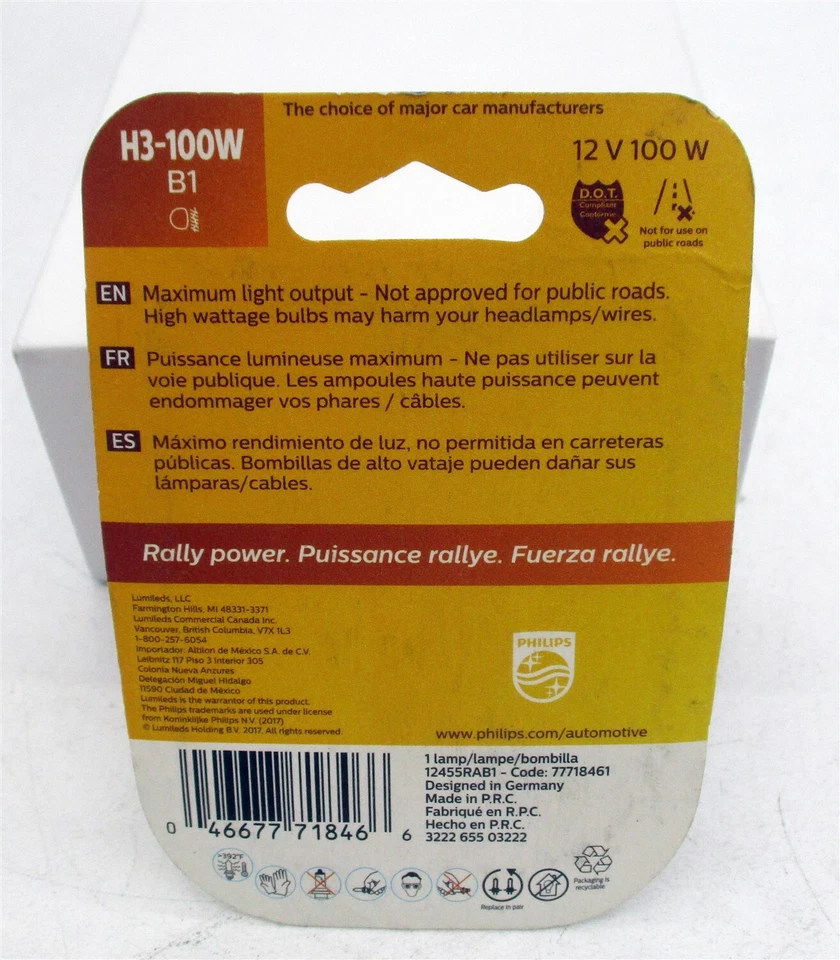 The choice of major car manufacturers
H3-100W
B1
12 V 100 W
D.O.T.
Compliant
Conforme
Not for use on
public roads
EN Maximum light output - Not approved for public roads.
High wattage bulbs may harm your headlamps/wires.
FR Puissance lumineuse maximum - Ne pas utiliser sur la
voie publique. Les ampoules haute puissance peuvent
endommager vos phares / câbles.
ES Máximo rendimiento de luz, no permitida en carreteras
públicas. Bombillas de alto vataje pueden dañar sus
lámparas/cables.
Rally power. Puissance rallye. Fuerza rallye.
Lumileds, LLC
Farmington Hills, MI 48331-3371
Lumileds Commercial Canada Inc.
Vancouver, British Columbia, V7X 1L3
1-800-257-6054
Importador: Altilon de México S.A. de C.V.
Leibnitz 117 Piso 3 Interior 305
Colonia Nueva Anzures
Delegación Miguel Hidalgo
11590 Ciudad de México
Lumileds is the warrantor of this product.
The Philips trademarks are used under license
from Koninklijke Philips N.V. (2017)
© Lumileds Holding B.V. 2017. All rights reserved
PHILIPS
www.philips.com/automotive
1 lamp/lampe/bombilla
12455RAB1 - Code: 77718461
Designed in Germany
Made in P.R.C.
Fabriqué en R.P.C.
Hecho en P.R.C.
3222 655 03222
0 46677 71846 6
>392°F
Replace in pair
Packaging is
recyclable